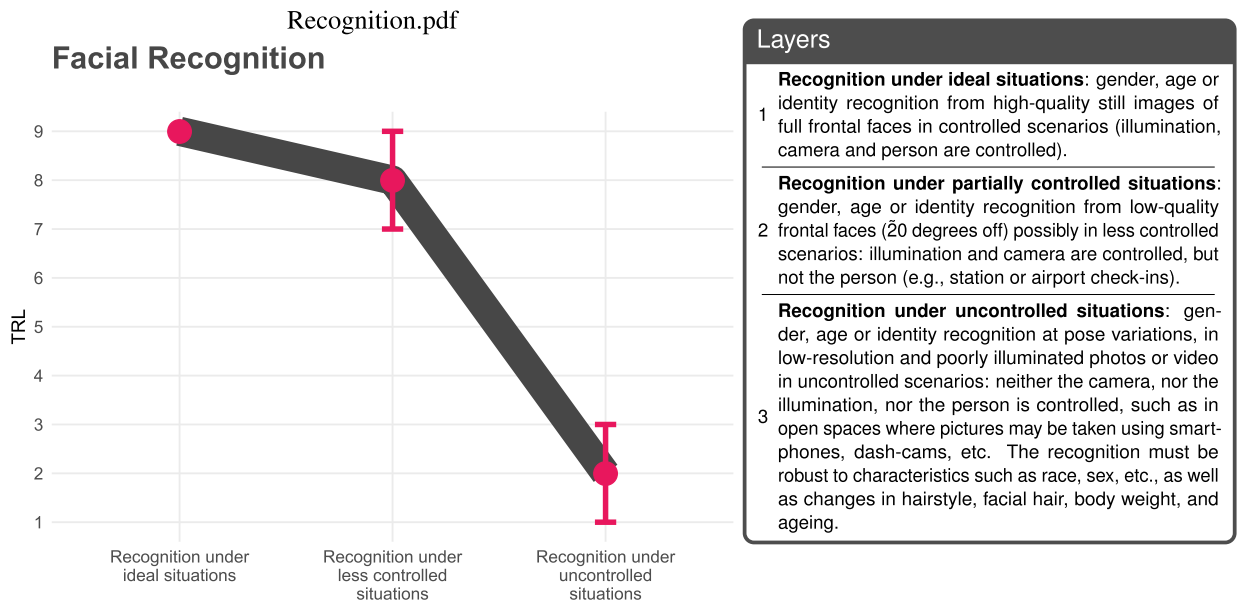 Recognition.pdf
Facial Recognition
TRL
9
8
7
6
5
4
3
2
1
Recognition under
ideal situations
Recognition under
less controlled
situations
Recognition under
uncontrolled
situations
Layers
1
Recognition under ideal situations: gender, age or
identity recognition from high-quality still images of
full frontal faces in controlled scenarios (illumination,
camera and person are controlled).
2
Recognition under partially controlled situations:
gender, age or identity recognition from low-quality
frontal faces (2̃0 degrees off) possibly in less controlled
scenarios: illumination and camera are controlled, but
not the person (e.g., station or airport check-ins).
3
Recognition under uncontrolled situations: gen-
der, age or identity recognition at pose variations, in
low-resolution and poorly illuminated photos or video
in uncontrolled scenarios: neither the camera, nor the
illumination, nor the person is controlled, such as in
open spaces where pictures may be taken using smart-
phones, dash-cams, etc. The recognition must be
robust to characteristics such as race, sex, etc., as well
as changes in hairstyle, facial hair, body weight, and
ageing.